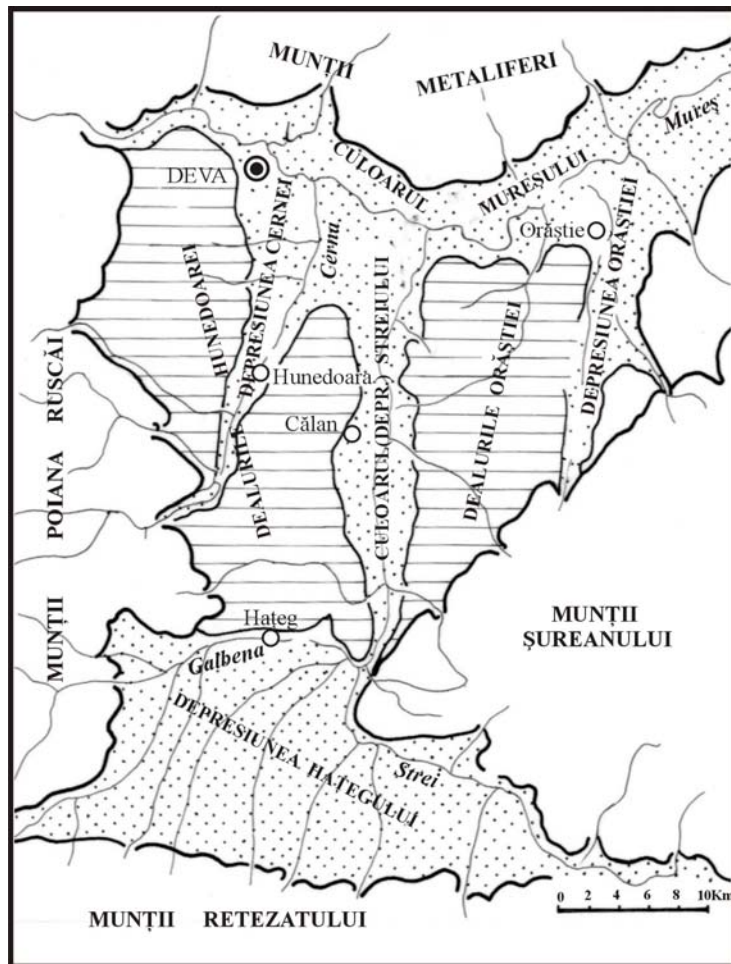 MUNȚII
METALIFERI
Mureș
CULOARUL
MUREȘULUI
DEVA
Orăștie
Cerna
DEPRESIUNEA CERNEI
HUNEDOAREI
DEALURILE
CULOARUL(DEPR.) STREIULUI
DEALURILE ORĂȘTIEI
DEPRESIUNEA ORĂȘTIEI
Hunedoara
Călan
MUNȚII POIANA RUSCĂI
Hațeg
Galbena
MUNȚII
ȘUREANULUI
DEPRESIUNEA HAȚEGULUI
Strei
0 2 4 6 8 10Km
MUNȚII RETEZATULUI